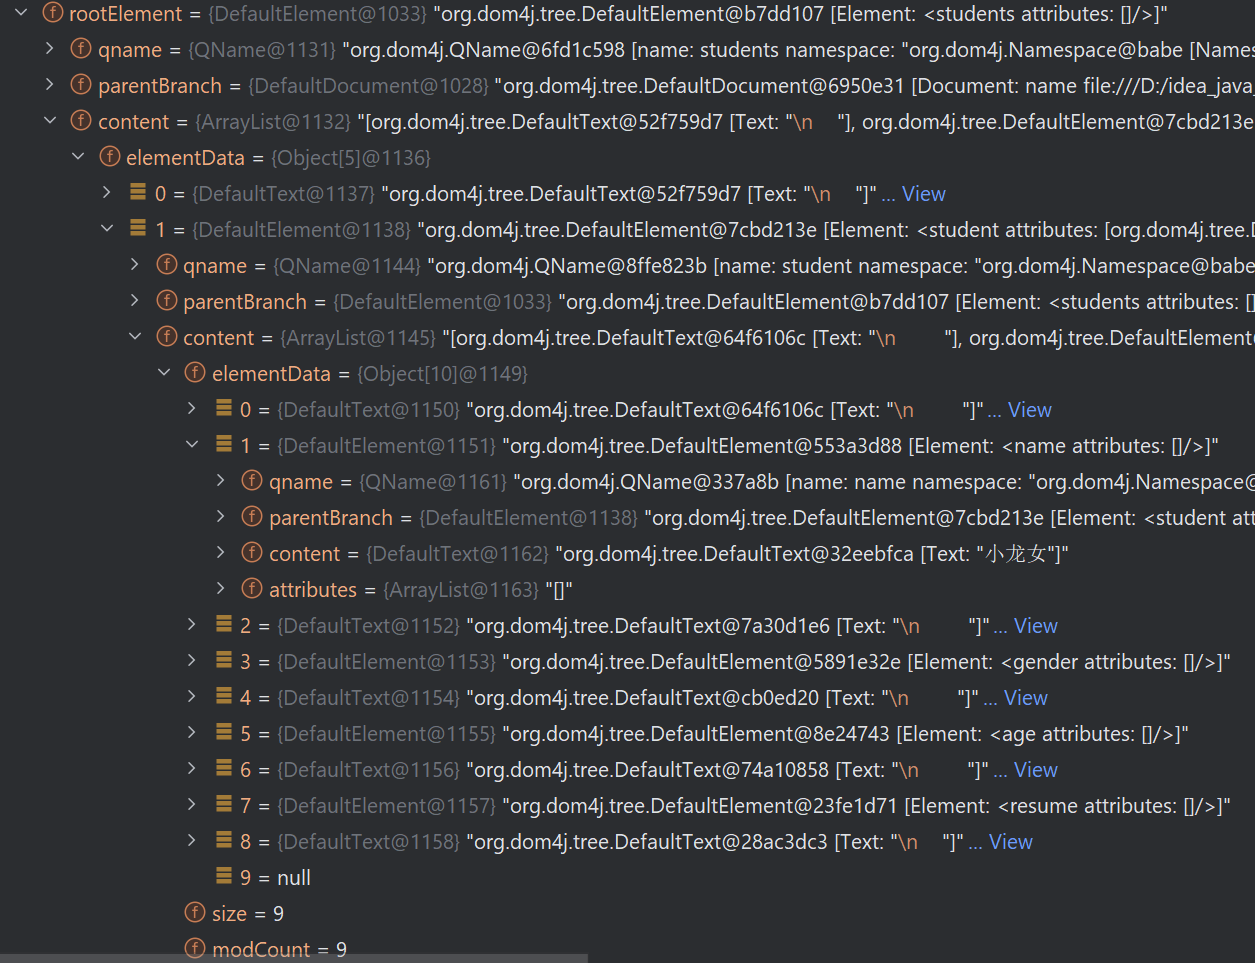 rootElement = {DefaultElement@1033} "org.dom4j.tree.DefaultElement@b7dd107 [Element: <students attributes: []/>]"
qname = {QName@1131} "org.dom4j.QName@6fd1c598 [name: students namespace: "org.dom4j.Namespace@babe [Names
parentBranch = {DefaultDocument@1028} "org.dom4j.tree.DefaultDocument@6950e31 [Document: name file:///D:/idea_java_
content = {ArrayList@1132} "[org.dom4j.tree.DefaultText@52f759d7 [Text: "\n    "], org.dom4j.tree.DefaultElement@7cbd213e
elementData = {Object[5]@1136}
0 = {DefaultText@1137} "org.dom4j.tree.DefaultText@52f759d7 [Text: "\n    "]" ... View
1 = {DefaultElement@1138} "org.dom4j.tree.DefaultElement@7cbd213e [Element: <student attributes: [org.dom4j.tree.D
qname = {QName@1144} "org.dom4j.QName@8ffe823b [name: student namespace: "org.dom4j.Namespace@babe
parentBranch = {DefaultElement@1033} "org.dom4j.tree.DefaultElement@b7dd107 [Element: <students attributes: []
content = {ArrayList@1145} "[org.dom4j.tree.DefaultText@64f6106c [Text: "\n        "], org.dom4j.tree.DefaultElement
elementData = {Object[10]@1149}
0 = {DefaultText@1150} "org.dom4j.tree.DefaultText@64f6106c [Text: "\n        "]" ... View
1 = {DefaultElement@1151} "org.dom4j.tree.DefaultElement@553a3d88 [Element: <name attributes: []/>]"
qname = {QName@1161} "org.dom4j.QName@337a8b [name: name namespace: "org.dom4j.Namespace@
parentBranch = {DefaultElement@1138} "org.dom4j.tree.DefaultElement@7cbd213e [Element: <student att
content = {DefaultText@1162} "org.dom4j.tree.DefaultText@32eebfca [Text: "小龙女"]"
attributes = {ArrayList@1163} "[]"
2 = {DefaultText@1152} "org.dom4j.tree.DefaultText@7a30d1e6 [Text: "\n        "]" ... View
3 = {DefaultElement@1153} "org.dom4j.tree.DefaultElement@5891e32e [Element: <gender attributes: []/>]"
4 = {DefaultText@1154} "org.dom4j.tree.DefaultText@cb0ed20 [Text: "\n        "]" ... View
5 = {DefaultElement@1155} "org.dom4j.tree.DefaultElement@8e24743 [Element: <age attributes: []/>]"
6 = {DefaultText@1156} "org.dom4j.tree.DefaultText@74a10858 [Text: "\n        "]" ... View
7 = {DefaultElement@1157} "org.dom4j.tree.DefaultElement@23fe1d71 [Element: <resume attributes: []/>]"
8 = {DefaultText@1158} "org.dom4j.tree.DefaultText@28ac3dc3 [Text: "\n    "]" ... View
9 = null
size = 9
modCount = 9